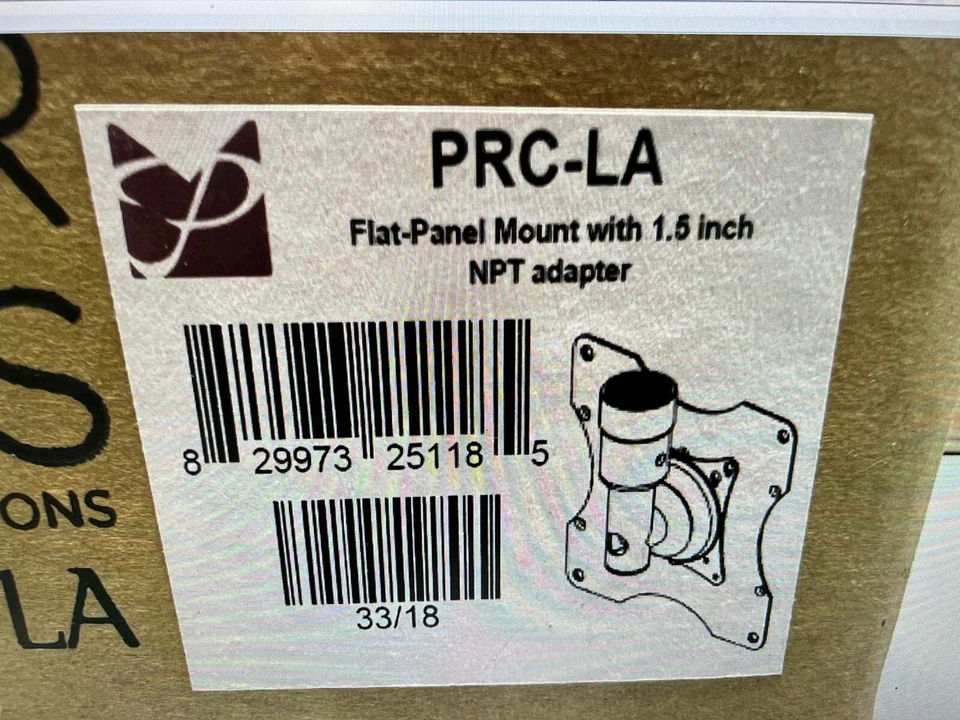 R
PRC-LA
Flat-Panel Mount with 1.5 inch
NPT adapter
S
8 29973 25118 5
ONS
33/18
LA